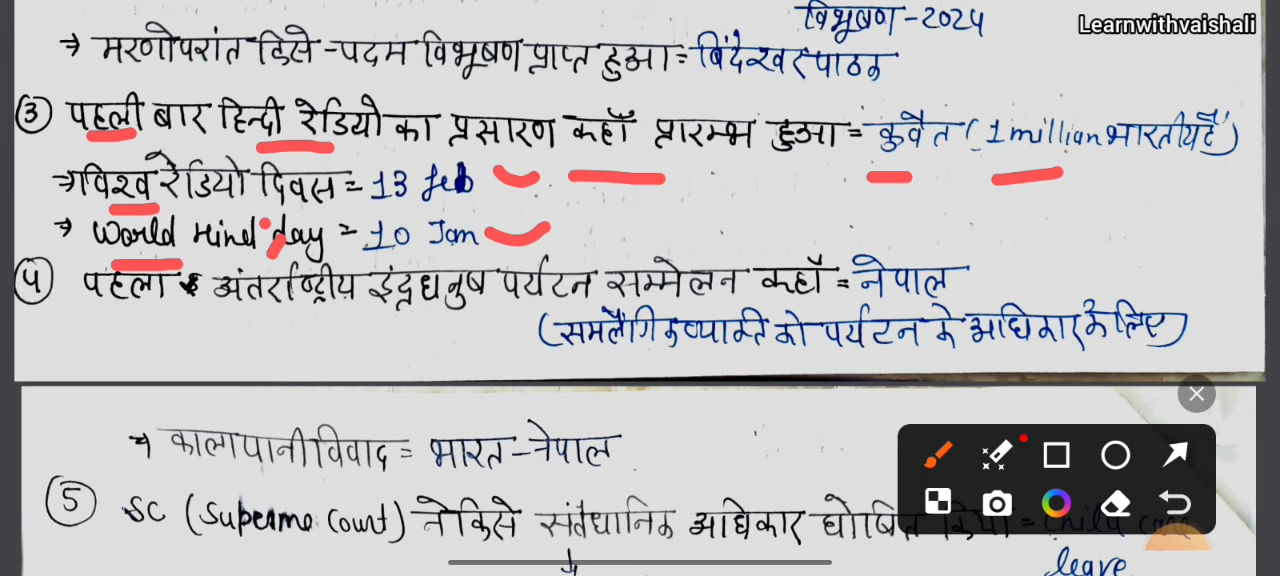 विभूषण-2024
Learnwithvaishali
→ मरणोपरांत किसे-पदम विभूषण प्राप्त हुआ = बिंदेश्वर पाठक
③ पहली बार हिन्दी रेडियो का प्रसारण कहाँ प्रारम्भ हुआ = कुवैत (1 million भारतीय है)
→ विश्व रेडियो दिवस = 13 feb
→ World Hindi day = 10 Jan
④ पहला अंतर्राष्ट्रीय इंद्रधनुष पर्यटन सम्मेलन कहाँ = नेपाल
(समलैंगिक व्यक्ति को पर्यटन के अधिकार के लिए)
→ कालापानी विवाद = भारत-नेपाल
⑤ SC (Superme Court) ने किसे संवैधानिक अधिकार घोषित किया = Child care
leave